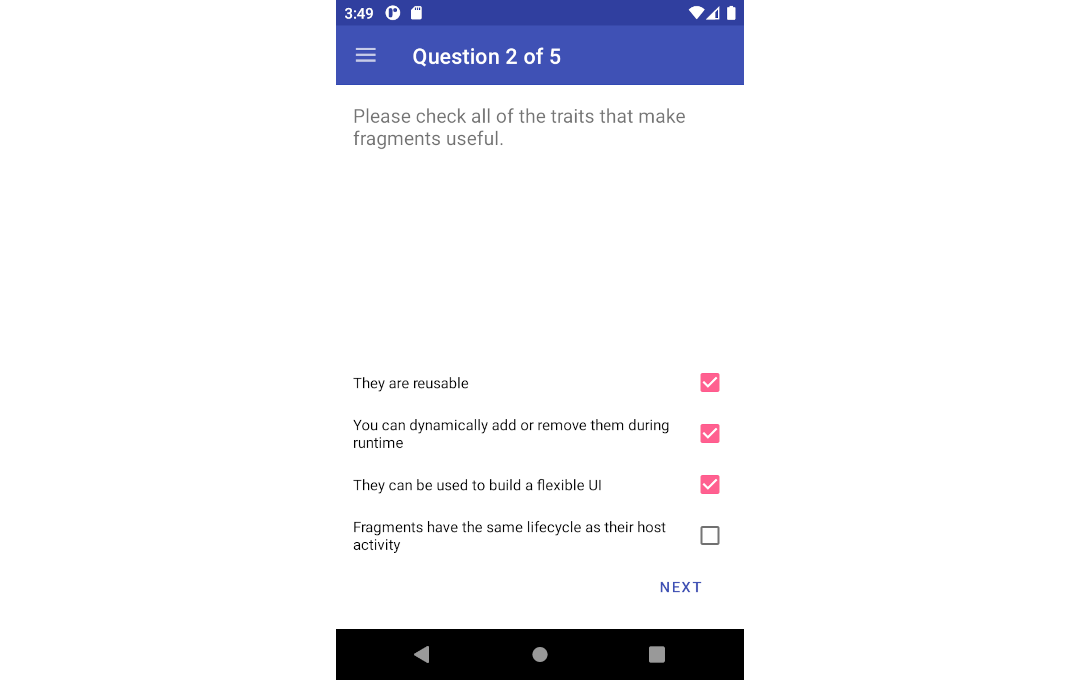 3:49
Question 2 of 5
Please check all of the traits that make
fragments useful.
They are reusable
You can dynamically add or remove them during
runtime
They can be used to build a flexible UI
Fragments have the same lifecycle as their host
activity
NEXT